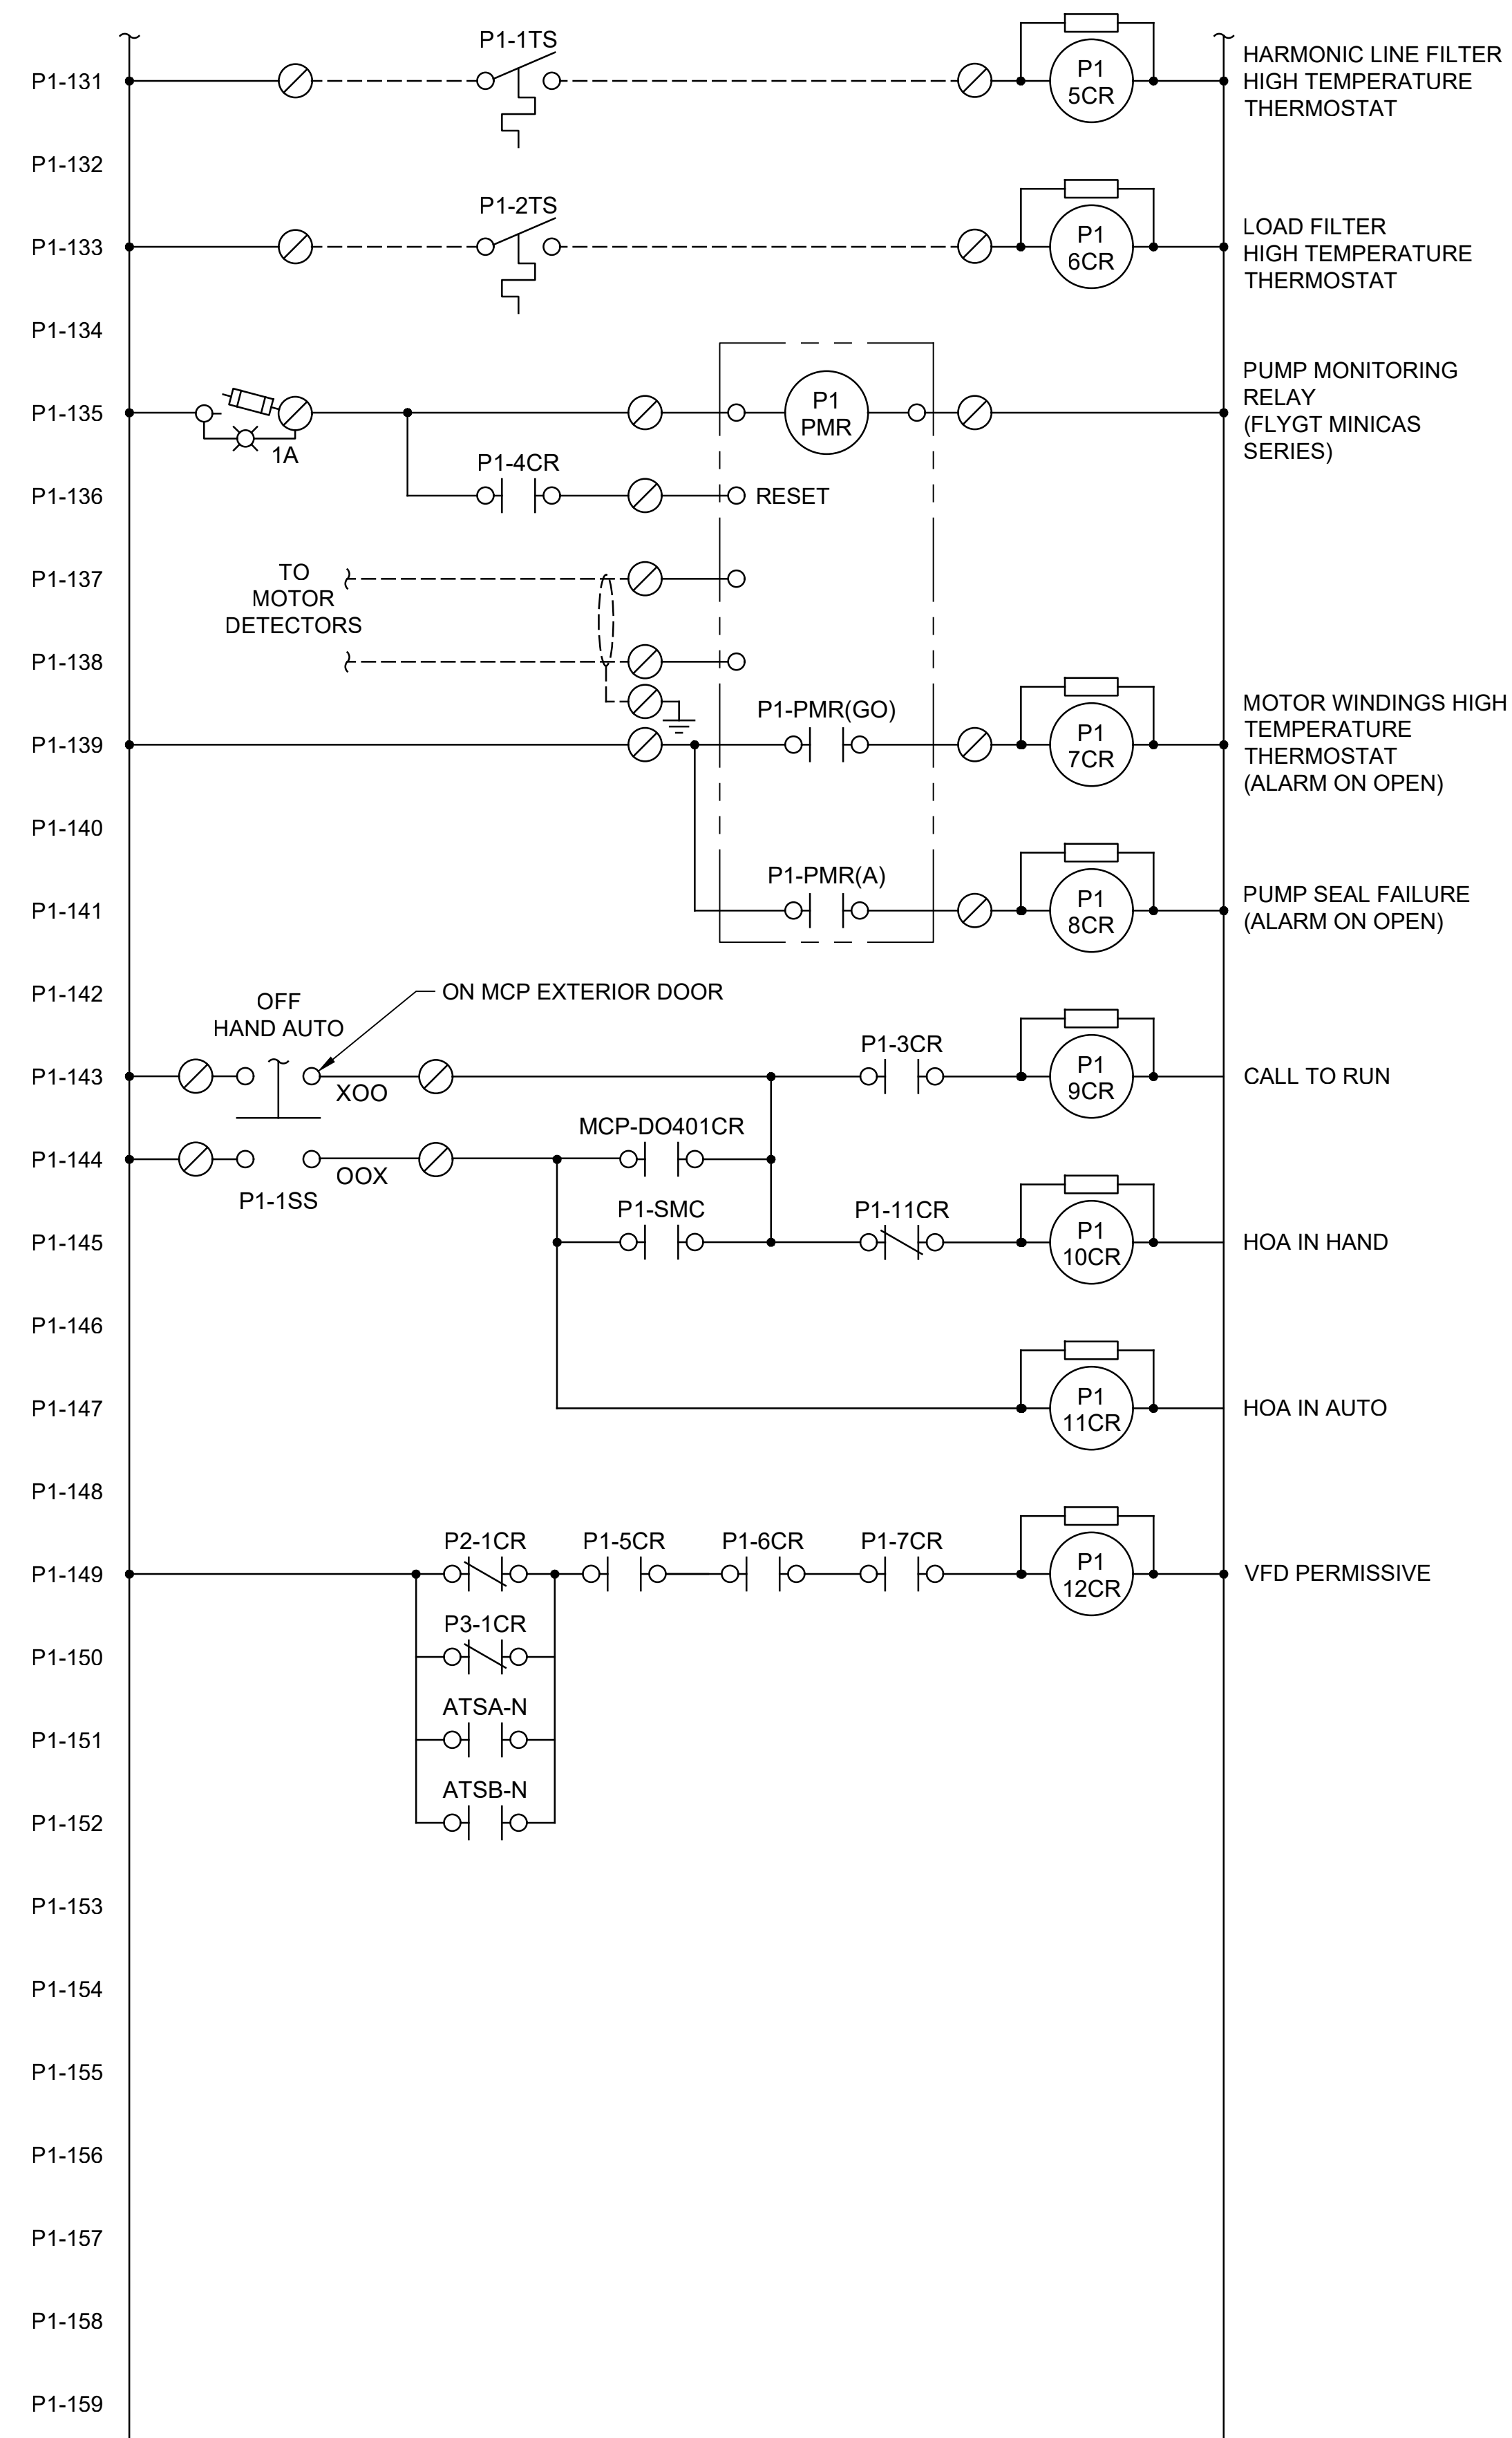 P1-1TS
P1-131
P1
5CR
HARMONIC LINE FILTER
HIGH TEMPERATURE
THERMOSTAT
P1-132
P1-2TS
P1-133
P1
6CR
LOAD FILTER
HIGH TEMPERATURE
THERMOSTAT
P1-134
P1-135
1A
P1
PMR
PUMP MONITORING
RELAY
(FLYGT MINICAS
SERIES)
P1-4CR
P1-136
RESET
P1-137
TO
MOTOR
DETECTORS
P1-138
P1-PMR(GO)
P1-139
P1
7CR
MOTOR WINDINGS HIGH
TEMPERATURE
THERMOSTAT
(ALARM ON OPEN)
P1-140
P1-PMR(A)
P1-141
P1
8CR
PUMP SEAL FAILURE
(ALARM ON OPEN)
P1-142
OFF
HAND AUTO
ON MCP EXTERIOR DOOR
P1-143
XOO
P1-3CR
P1
9CR
CALL TO RUN
MCP-DO401CR
P1-144
OOX
P1-1SS
P1-SMC
P1-11CR
P1-145
P1
10CR
HOA IN HAND
P1-146
P1-147
P1
11CR
HOA IN AUTO
P1-148
P2-1CR
P1-5CR
P1-6CR
P1-7CR
P1-149
P1
12CR
VFD PERMISSIVE
P3-1CR
P1-150
ATSA-N
P1-151
ATSB-N
P1-152
P1-153
P1-154
P1-155
P1-156
P1-157
P1-158
P1-159